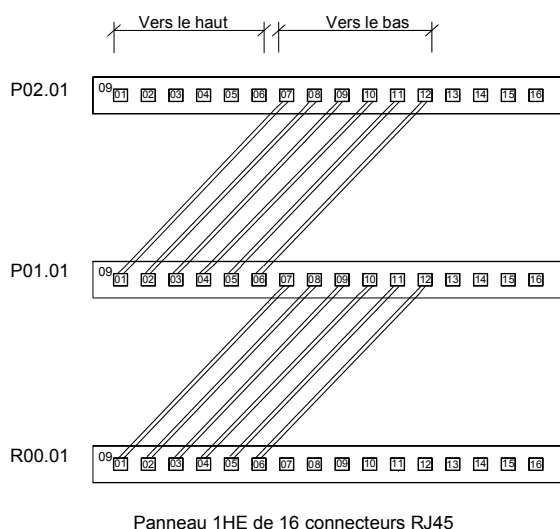 Vers le haut Vers le bas
P02.01 09 01 02 03 04 05 06 07 08 09 10 11 12 13 14 15 16
P01.01 09 01 02 03 04 05 06 07 08 09 10 11 12 13 14 15 16
R00.01 09 01 02 03 04 05 06 07 08 09 10 11 12 13 14 15 16
Panneau 1HE de 16 connecteurs RJ45